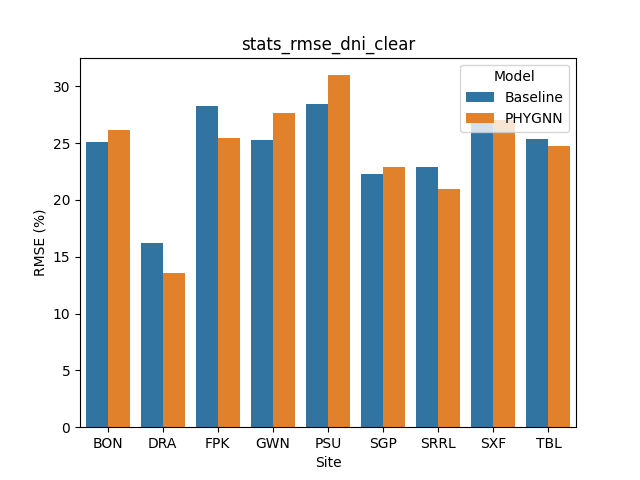 stats_rmse_dni_clear
Model
Baseline
PHYGNN
RMSE (%)
30
25
20
15
10
5
0
BON DRA FPK GWN PSU SGP SRRL SXF TBL
Site